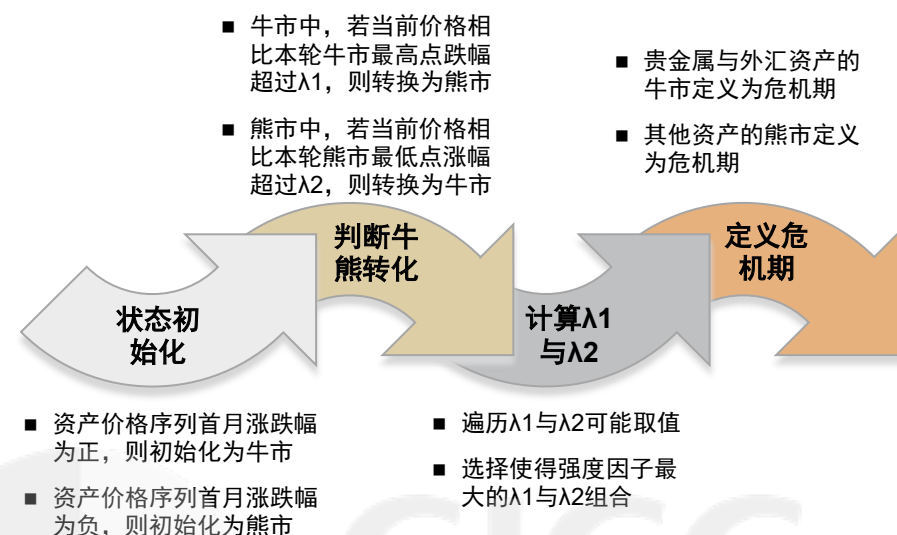 ■ 牛市中，若当前价格相
比本轮牛市最高点跌幅
超过λ1，则转换为熊市
■ 熊市中，若当前价格相
比本轮熊市最低点涨幅
超过λ2，则转换为牛市
■ 贵金属与外汇资产的
牛市定义为危机期
■ 其他资产的熊市定义
为危机期
状态初
始化
判断牛
熊转化
计算λ1
与λ2
定义危
机期
■ 资产价格序列首月涨跌幅
为正，则初始化为牛市
■ 资产价格序列首月涨跌幅
为负，则初始化为熊市
■ 遍历λ1与λ2可能取值
■ 选择使得强度因子最
大的λ1与λ2组合